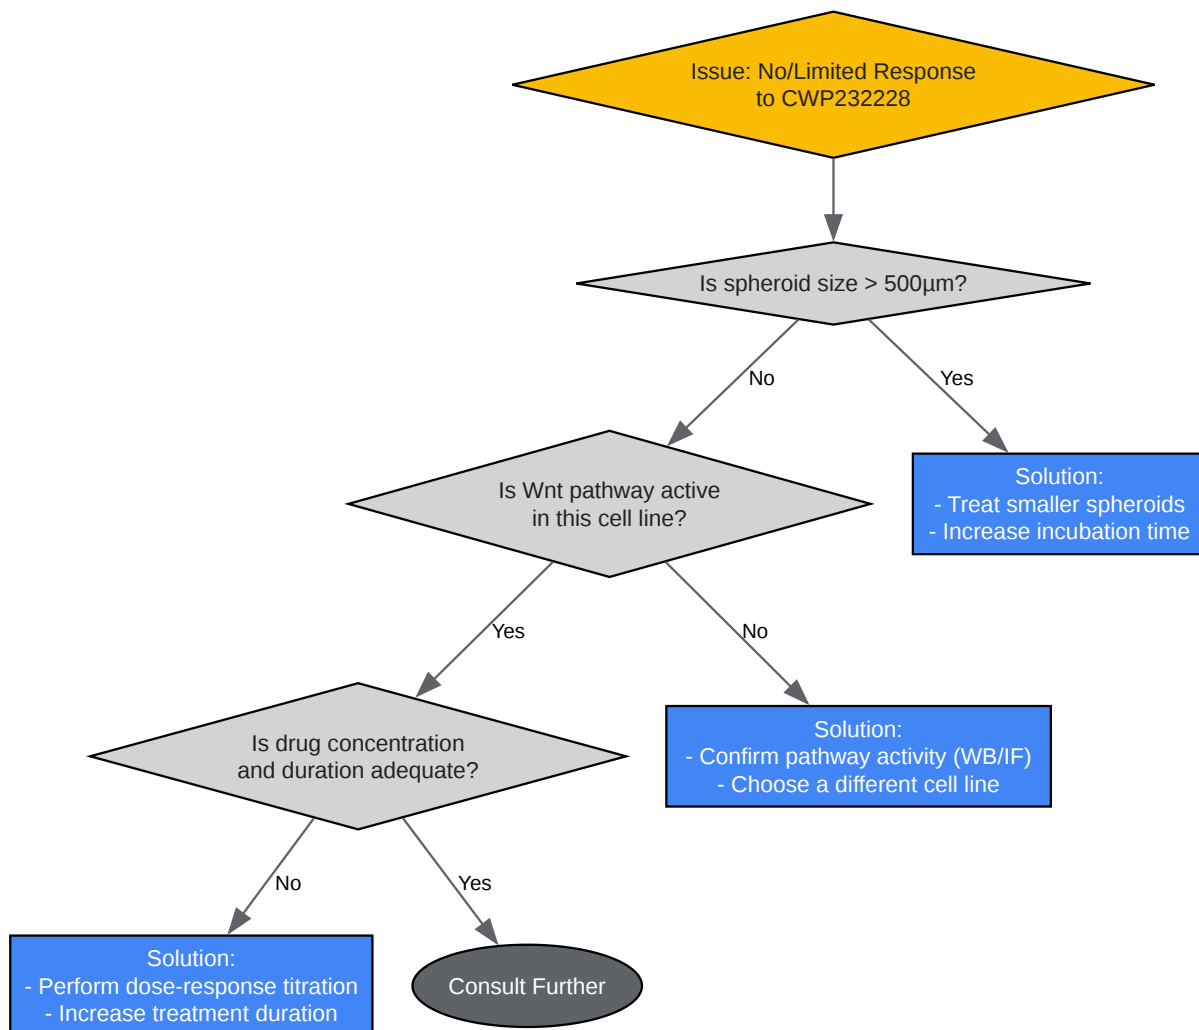 Issue: No/Limited Response
to CWP232228
Is spheroid size > 500µm?
No
Yes
Is Wnt pathway active
in this cell line?
Solution:
- Treat smaller spheroids
- Increase incubation time
Yes
No
Is drug concentration
and duration adequate?
Solution:
- Confirm pathway activity (WB/IF)
- Choose a different cell line
No
Yes
Solution:
- Perform dose-response titration
- Increase treatment duration
Consult Further